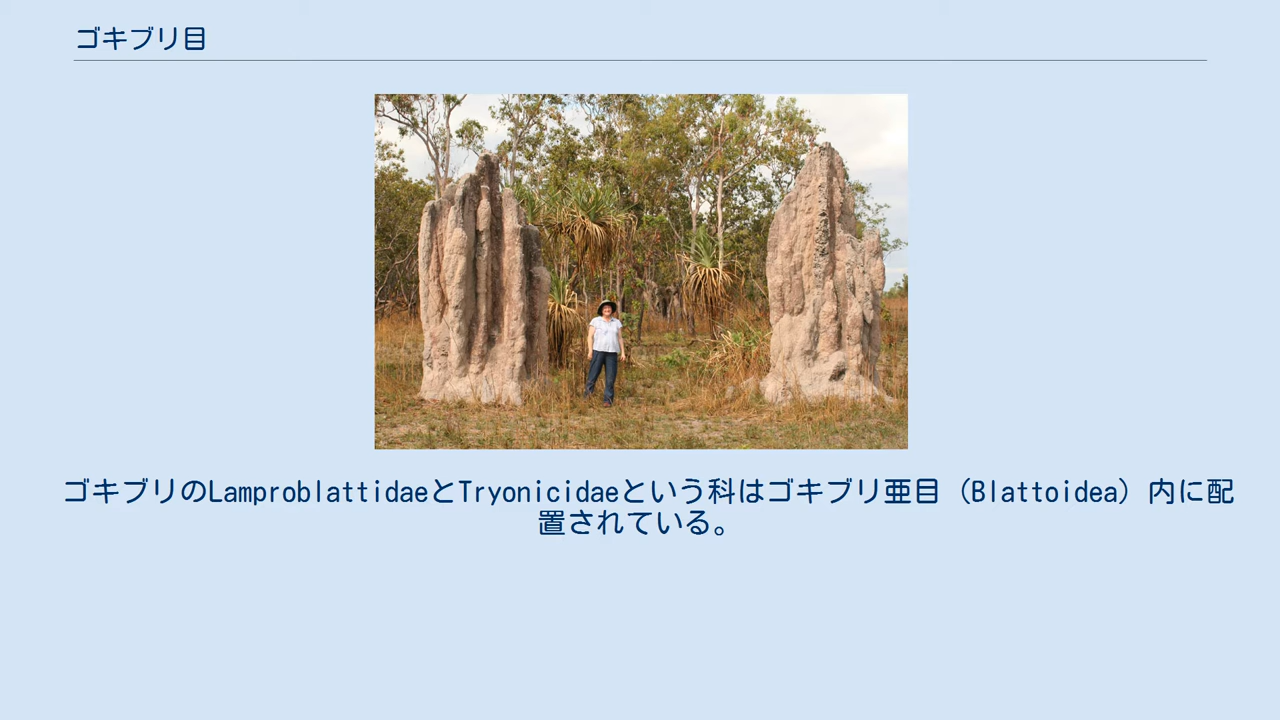 ゴキブリ目
ゴキブリのLamproblattidaeとTryonicidaeという科はゴキブリ亜目（Blattoidea）内に配
置されている。